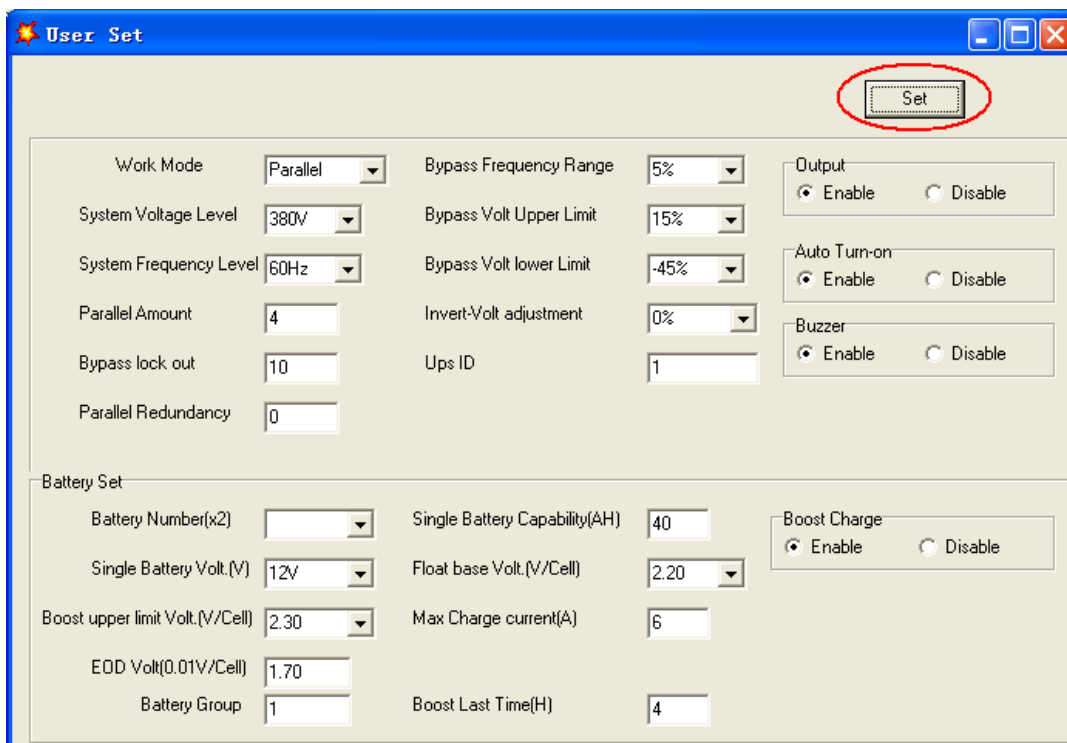 User Set
Set
Work Mode Parallel Bypass Frequency Range 5% Output
Enable Disable
System Voltage Level 380V Bypass Volt Upper Limit 15%
System Frequency Level 60Hz Bypass Volt lower Limit -45% Auto Turn-on
Enable Disable
Parallel Amount 4 Invert-Volt adjustment 0% Buzzer
Enable Disable
Bypass lock out 10 Ups ID 1
Parallel Redundancy 0
Battery Set
Battery Number(x2) Single Battery Capability(AH) 40 Boost Charge
Enable Disable
Single Battery Volt.(V) 12V Float base Volt.(V/Cell) 2.20
Boost upper limit Volt.(V/Cell) 2.30 Max Charge current(A) 6
EOD Volt(0.01V/Cell) 1.70
Battery Group 1 Boost Last Time(H) 4